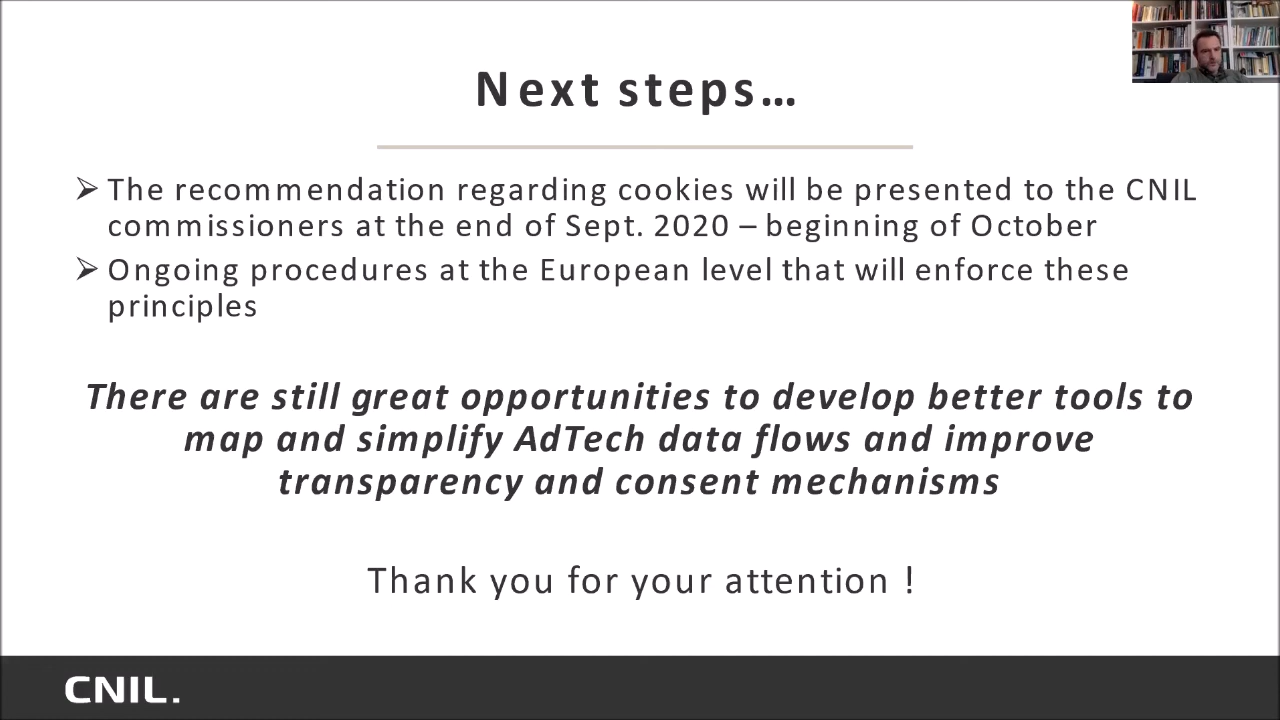 Next steps…
➢ The recommendation regarding cookies will be presented to the CNIL
commissioners at the end of Sept. 2020 – beginning of October
➢ Ongoing procedures at the European level that will enforce these
principles
There are still great opportunities to develop better tools to
map and simplify AdTech data flows and improve
transparency and consent mechanisms
Thank you for your attention !
CNIL.